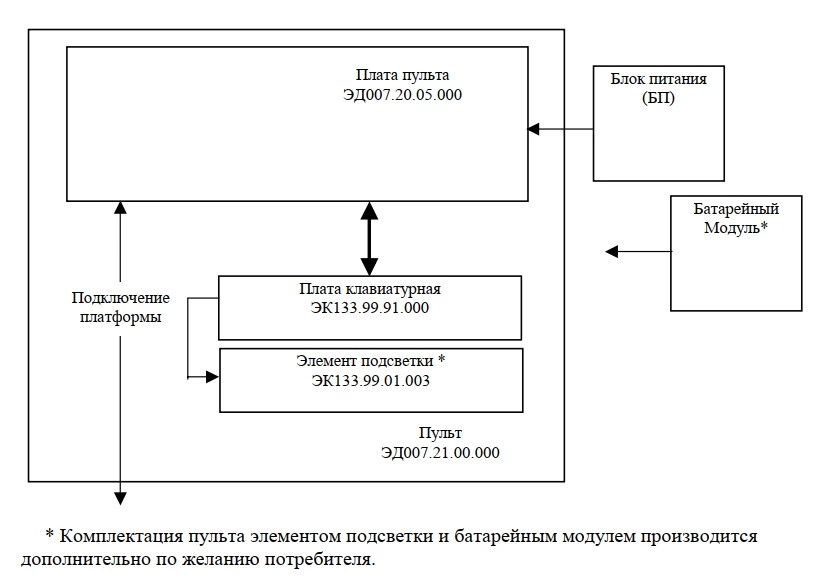 Плата пульта
ЭД007.20.05.000
Блок питания
(БП)
Батарейный
Модуль*
Подключение
платформы
Плата клавиатурная
ЭК133.99.91.000
Элемент подсветки *
ЭК133.99.01.003
Пульт
ЭД007.21.00.000
* Комплектация пульта элементом подсветки и батарейным модулем производится
дополнительно по желанию потребителя.